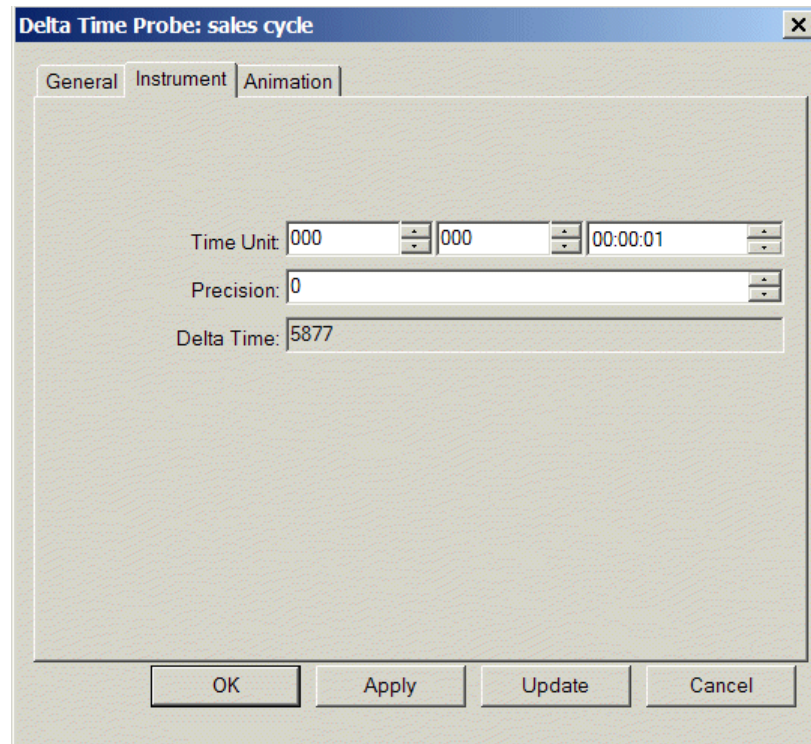 Delta Time Probe: sales cycle
General Instrument Animation
Time Unit: 000 000 00:00:01
Precision: 0
Delta Time: 5877
OK Apply Update Cancel